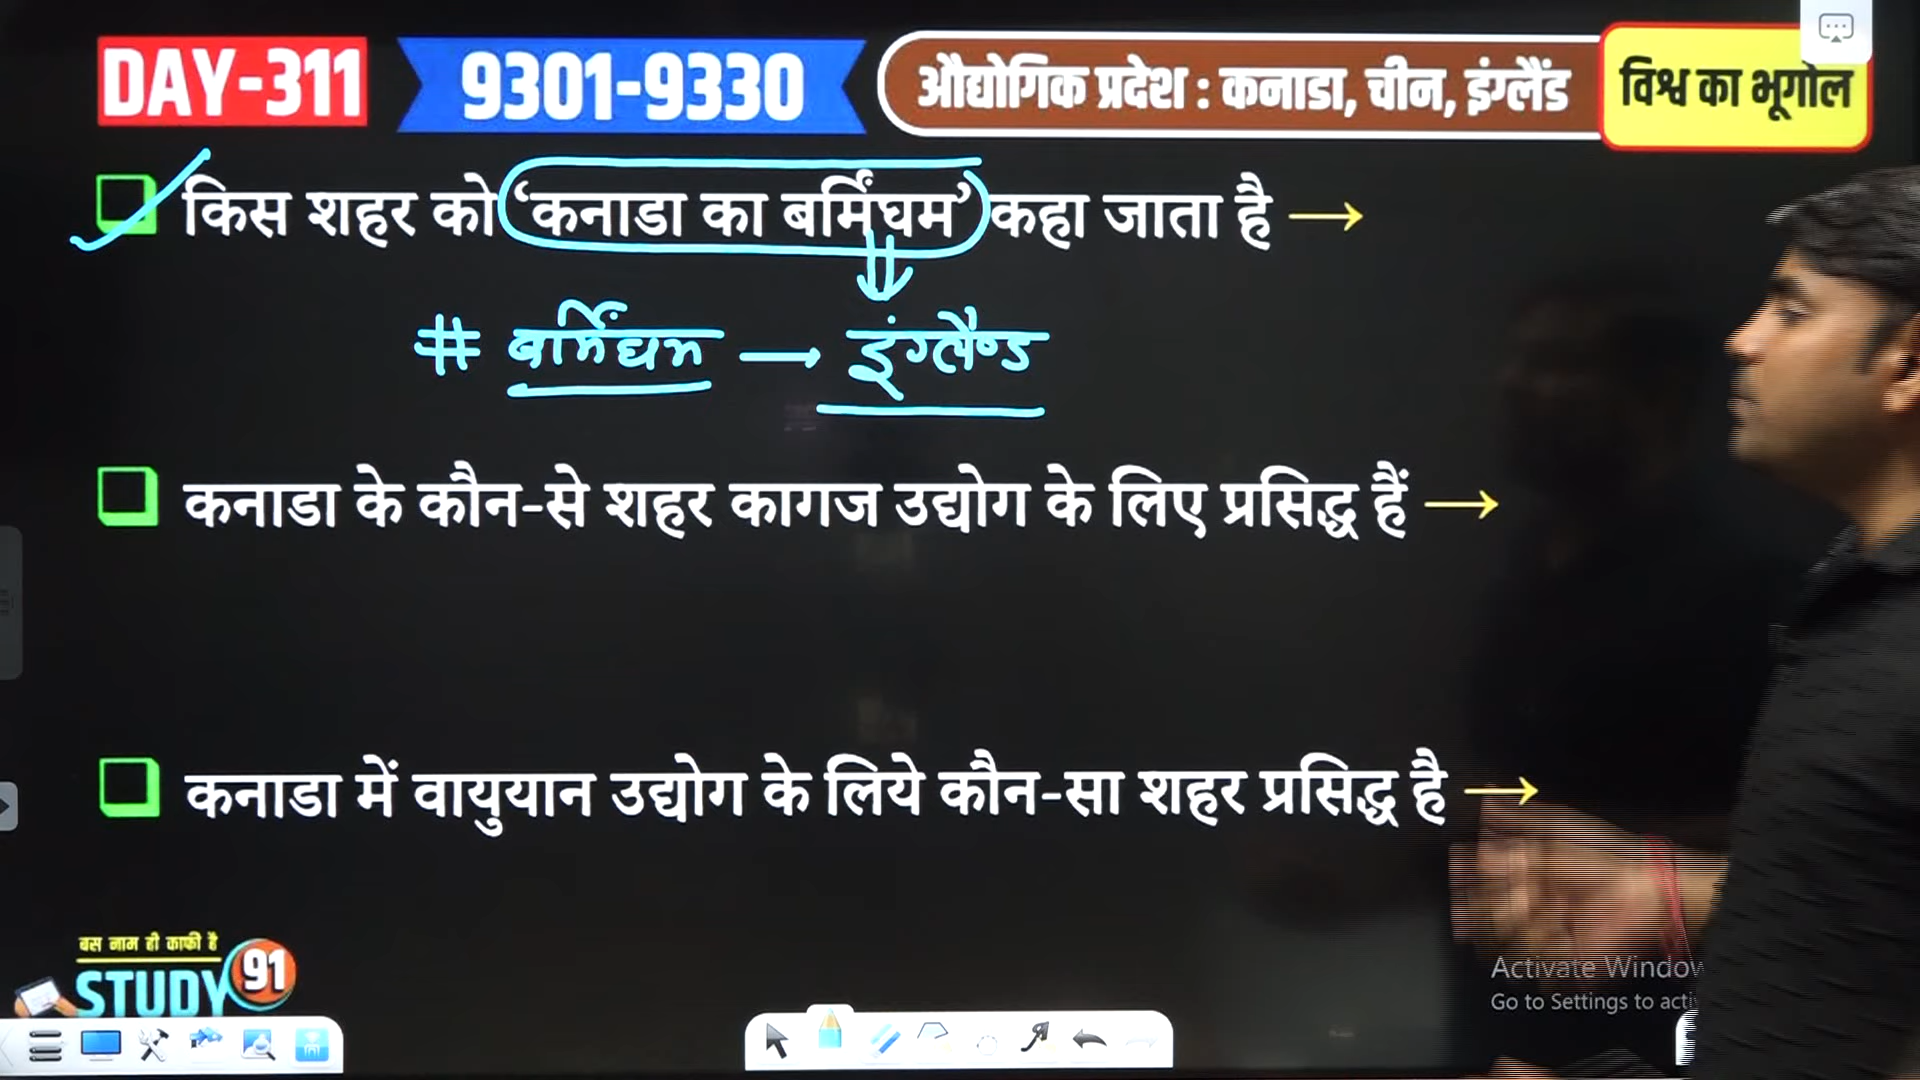 DAY-311 9301-9330 औद्योगिक प्रदेश : कनाडा, चीन, इंग्लैंड विश्व का भूगोल
किस शहर को ‘कनाडा का बर्मिंघम’ कहा जाता है →
# बर्मिंघम → इंग्लैण्ड
कनाडा के कौन-से शहर कागज उद्योग के लिए प्रसिद्ध हैं →
कनाडा में वायुयान उद्योग के लिये कौन-सा शहर प्रसिद्ध है →
बस नाम ही काफी है
STUDY 91
Activate Window
Go to Settings to acti